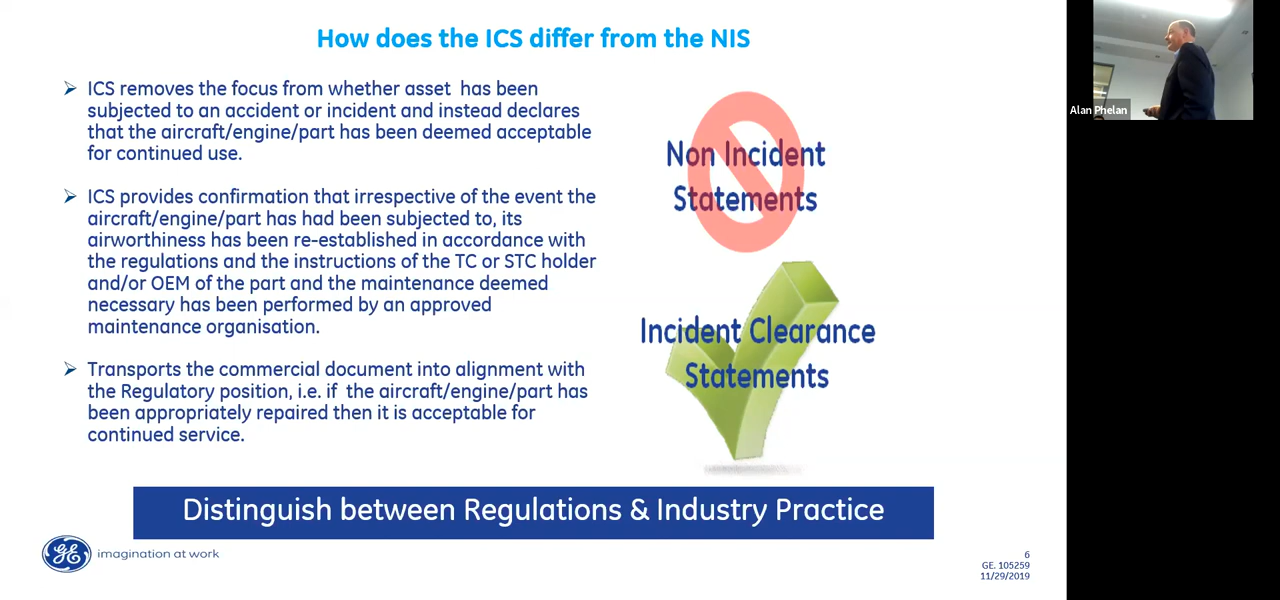 How does the ICS differ from the NIS
➢ ICS removes the focus from whether asset has been
subjected to an accident or incident and instead declares
that the aircraft/engine/part has been deemed acceptable
for continued use.
➢ ICS provides confirmation that irrespective of the event the
aircraft/engine/part has had been subjected to, its
airworthiness has been re-established in accordance with
the regulations and the instructions of the TC or STC holder
and/or OEM of the part and the maintenance deemed
necessary has been performed by an approved
maintenance organisation.
➢ Transports the commercial document into alignment with
the Regulatory position, i.e. if the aircraft/engine/part has
been appropriately repaired then it is acceptable for
continued service.
Non Incident
Statements
Incident Clearance
Statements
Distinguish between Regulations & Industry Practice
GE imagination at work
6
GE. 105259
11/29/2019
Alan Phelan